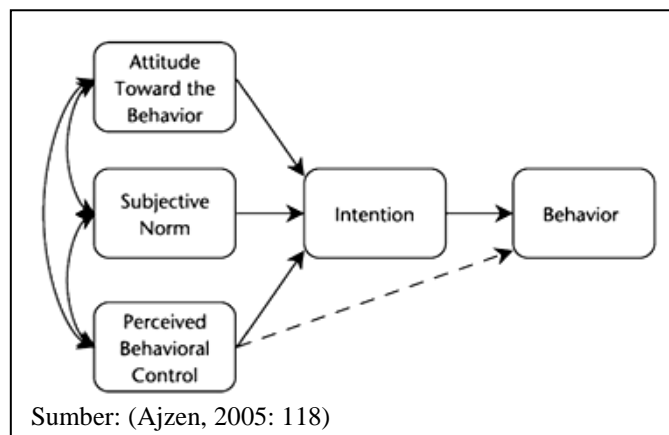 Attitude
Toward the
Behavior
Subjective
Norm
Intention
Behavior
Perceived
Behavioral
Control
Sumber: (Ajzen, 2005: 118)